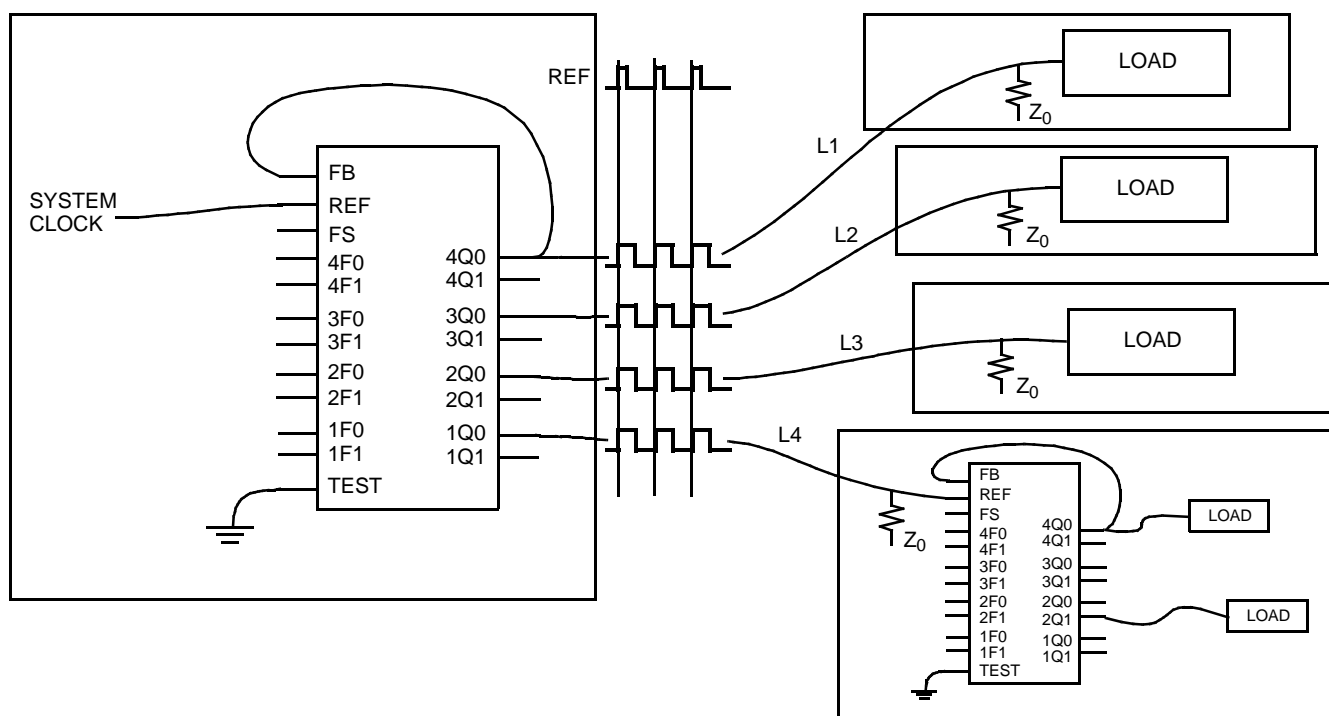 REF
LOAD
Z0
L1
LOAD
Z0
L2
SYSTEM
CLOCK
FB
REF
FS
4F0
4F1
3F0
3F1
2F0
2F1
1F0
1F1
TEST
4Q0
4Q1
3Q0
3Q1
2Q0
2Q1
1Q0
1Q1
LOAD
L3
Z0
L4
Z0
FB
REF
FS
4F0
4F1
3F0
3F1
2F0
2F1
1F0
1F1
TEST
4Q0
4Q1
3Q0
3Q1
2Q0
2Q1
1Q0
1Q1
LOAD
LOAD